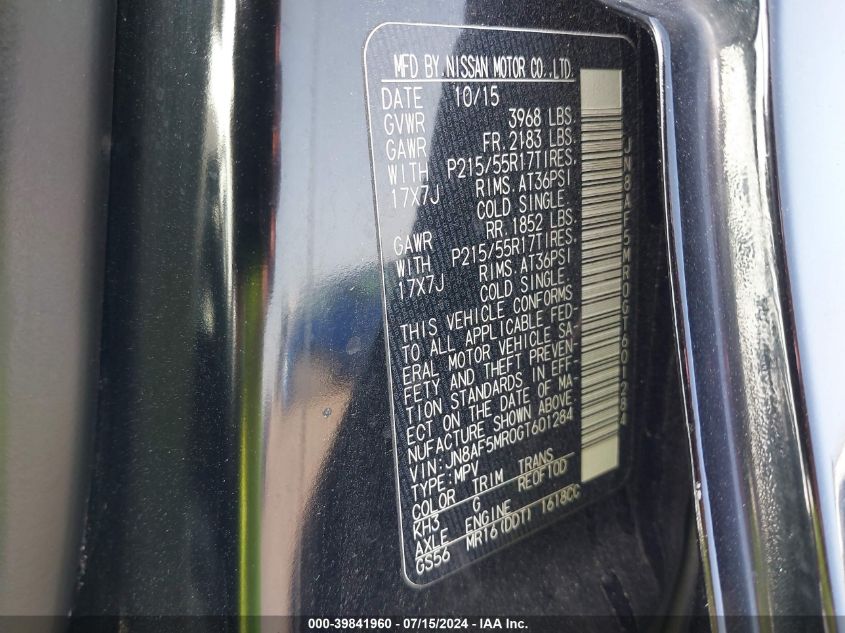 MFD BY NISSAN MOTOR CO.,LTD.
DATE 10/15
GVWR 3968 LBS.
GAWR FR. 2183 LBS.
WITH P215/55R17TIRES.
17X7J RIMS. AT36PSI
COLD SINGLE.
GAWR RR. 1852 LBS.
WITH P215/55R17TIRES.
17X7J RIMS. AT36PSI
COLD SINGLE.
THIS VEHICLE CONFORMS
TO ALL APPLICABLE FED-
ERAL MOTOR VEHICLE SA-
FETY AND THEFT PREVEN-
TION STANDARDS IN EFF-
ECT ON THE DATE OF MA-
NUFACTURE SHOWN ABOVE.
VIN: JN8AF5MR0GT601284
TYPE: MPV
COLOR TRIM TRANS
KH3 G RE0F10D
AXLE ENGINE
GS56 MR16(DDT) 1618CC
JN8AF5MR0GT601284
000-39841960 - 07/15/2024 - IAA Inc.